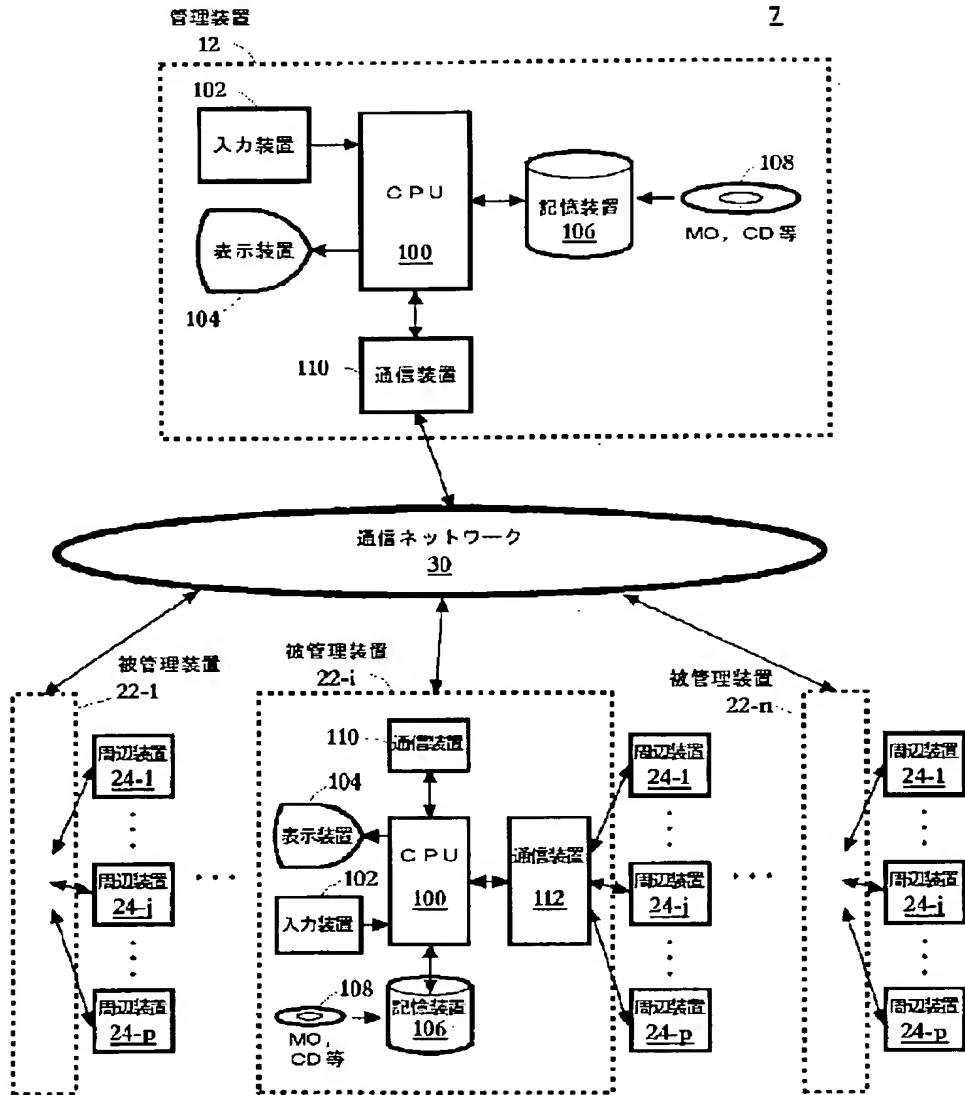 7
管理装置
12
102
入力装置
CPU
100
表示装置
104
記憶装置
106
108
MO, CD等
110
通信装置
通信ネットワーク
30
被管理装置
22-1
周辺装置
24-1
周辺装置
24-j
周辺装置
24-p
被管理装置
22-i
110
通信装置
104
表示装置
CPU
100
通信装置
112
102
入力装置
108
MO,
CD等
記憶装置
106
周辺装置
24-1
周辺装置
24-j
周辺装置
24-p
被管理装置
22-n
周辺装置
24-1
周辺装置
24-j
周辺装置
24-p